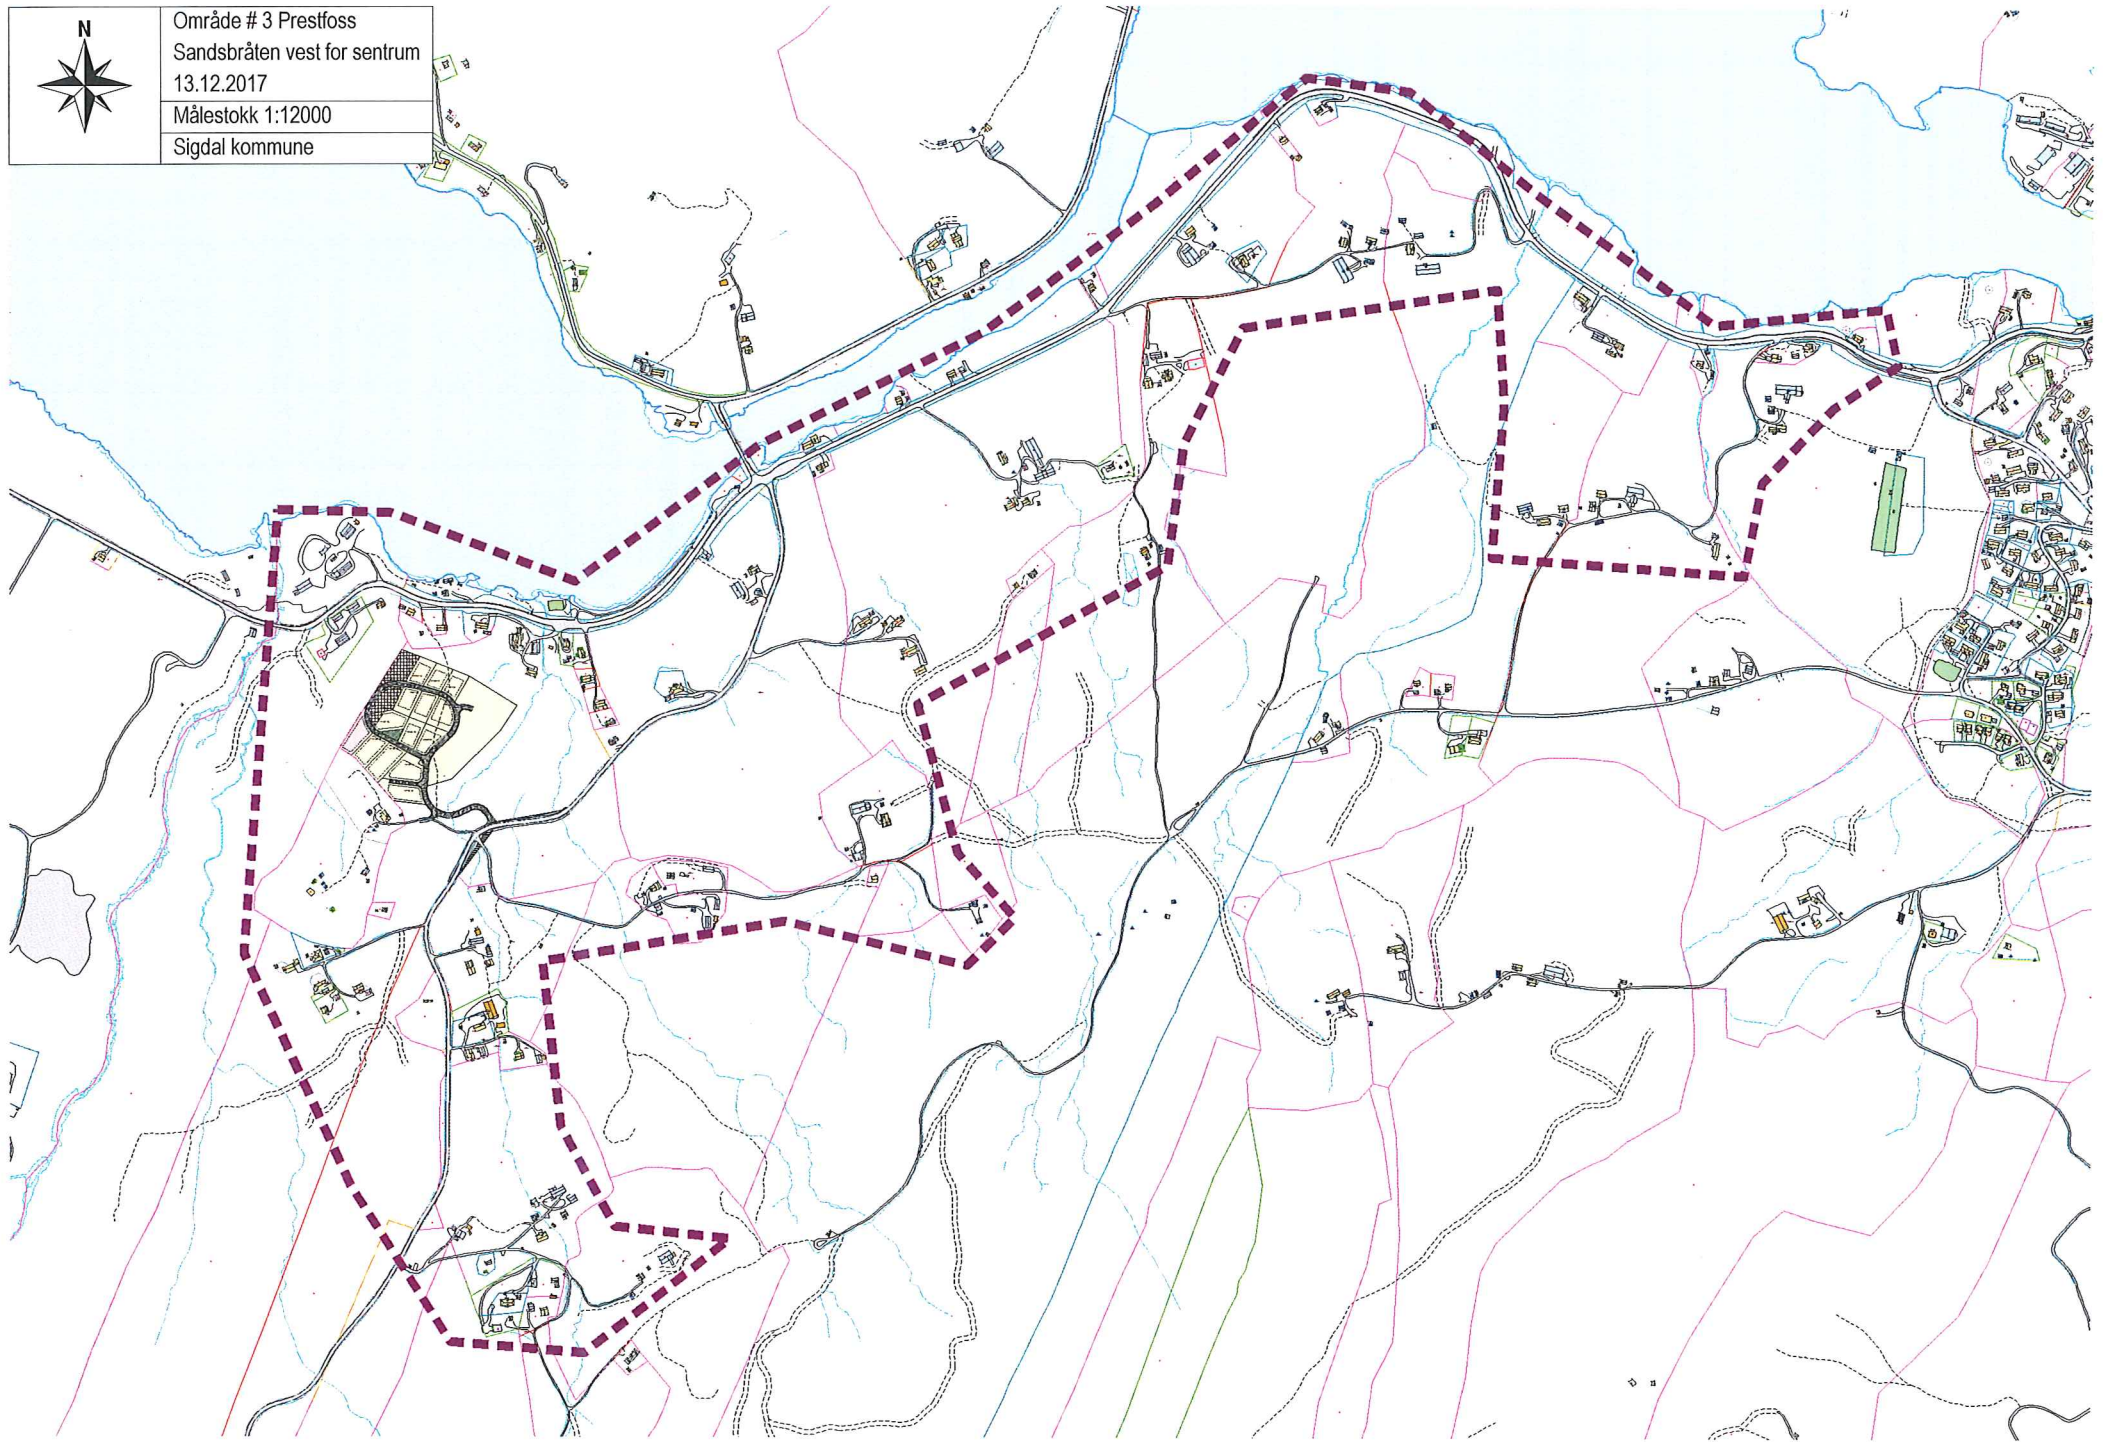 N
Område # 3 Prestfoss
Sandsbråten vest for sentrum
13.12.2017
Målestokk 1:12000
Sigdal kommune